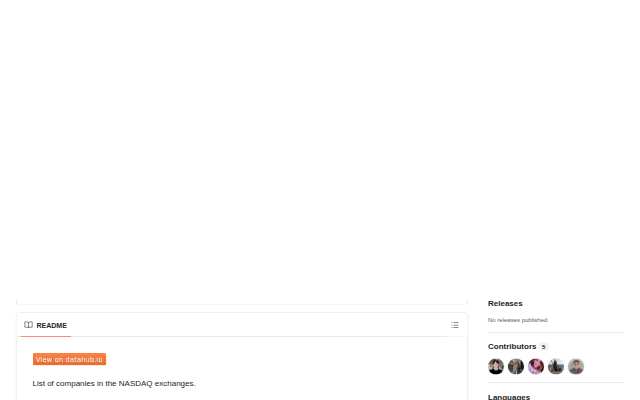 README
View on datahub.io
List of companies in the NASDAQ exchanges.
Releases
No releases published
Contributors 5
Languages